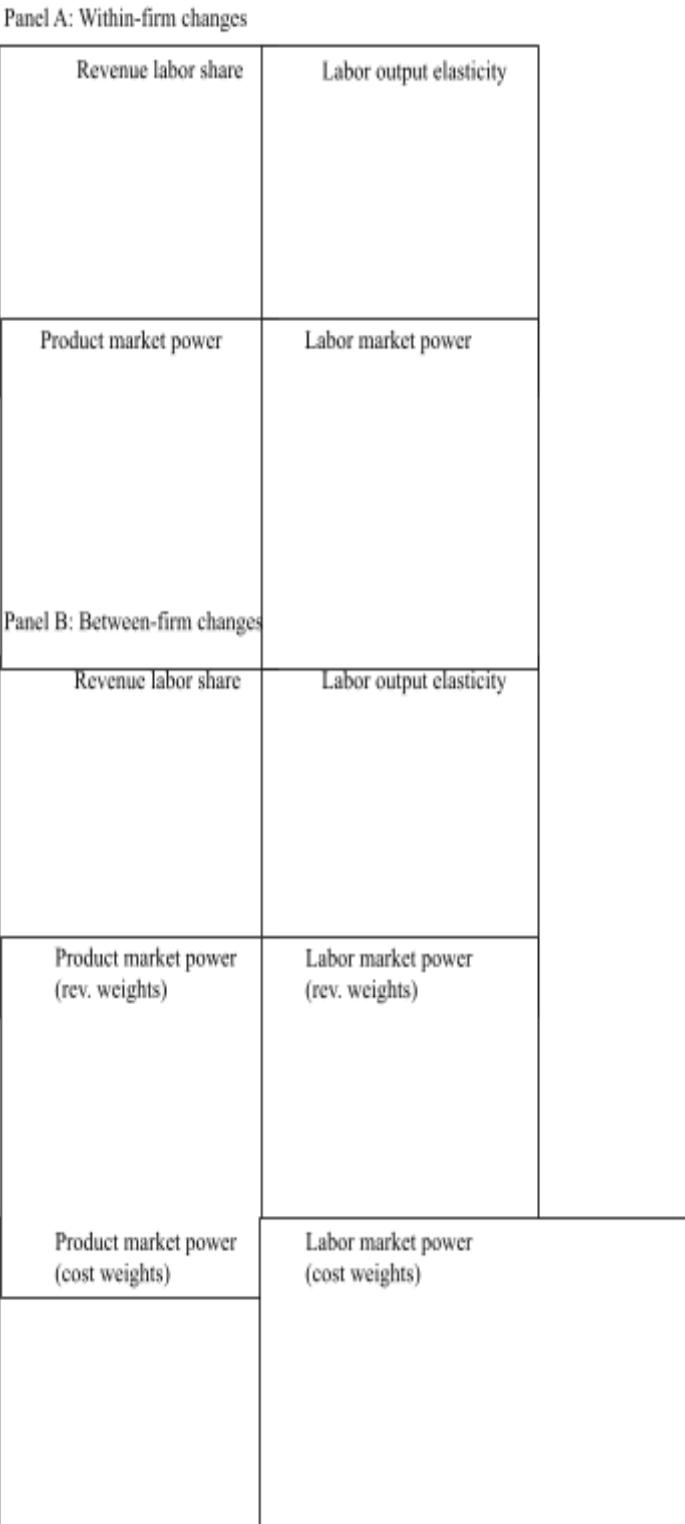 Panel A: Within-firm changes
Revenue labor share
Labor output elasticity
Product market power
Labor market power
Panel B: Between-firm changes
Revenue labor share
Labor output elasticity
Product market power
(rev. weights)
Labor market power
(rev. weights)
Product market power
(cost weights)
Labor market power
(cost weights)